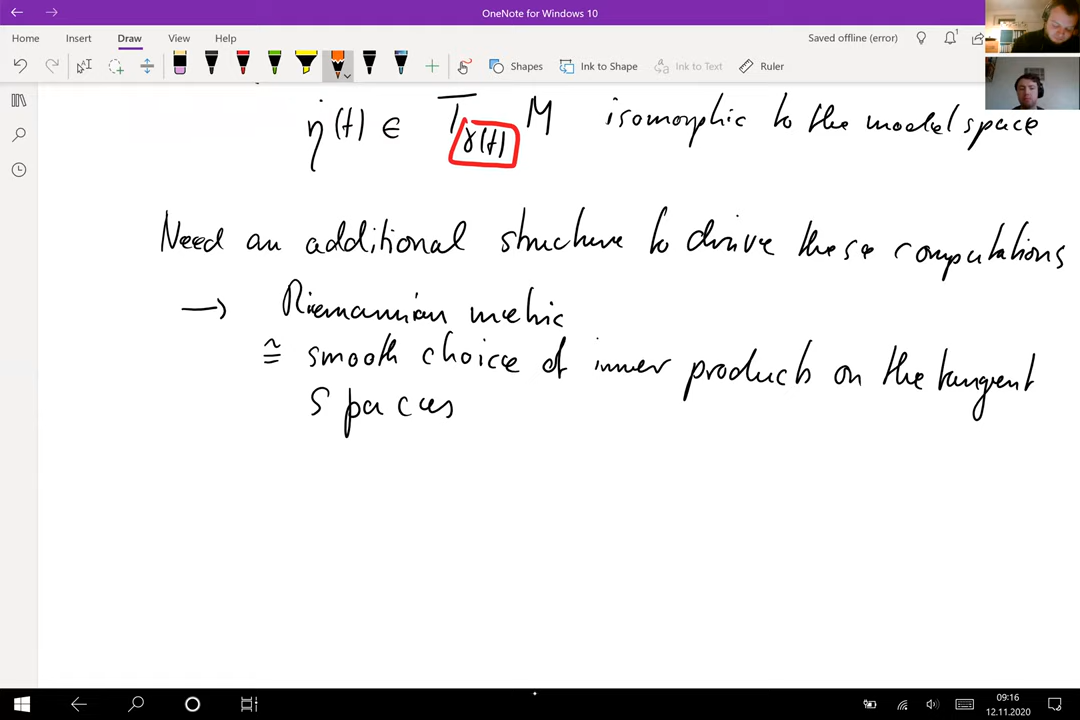 OneNote for Windows 10
Home Insert Draw View Help
Saved offline (error)
Shapes Ink to Shape Ink to Text Ruler
η̇(t) ∈ T_γ(t) M isomorphic to the model space
Need an additional structure to drive these computations
→ Riemannian metric
≅ smooth choice of inner products on the tangent
spaces
09:16
12.11.2020